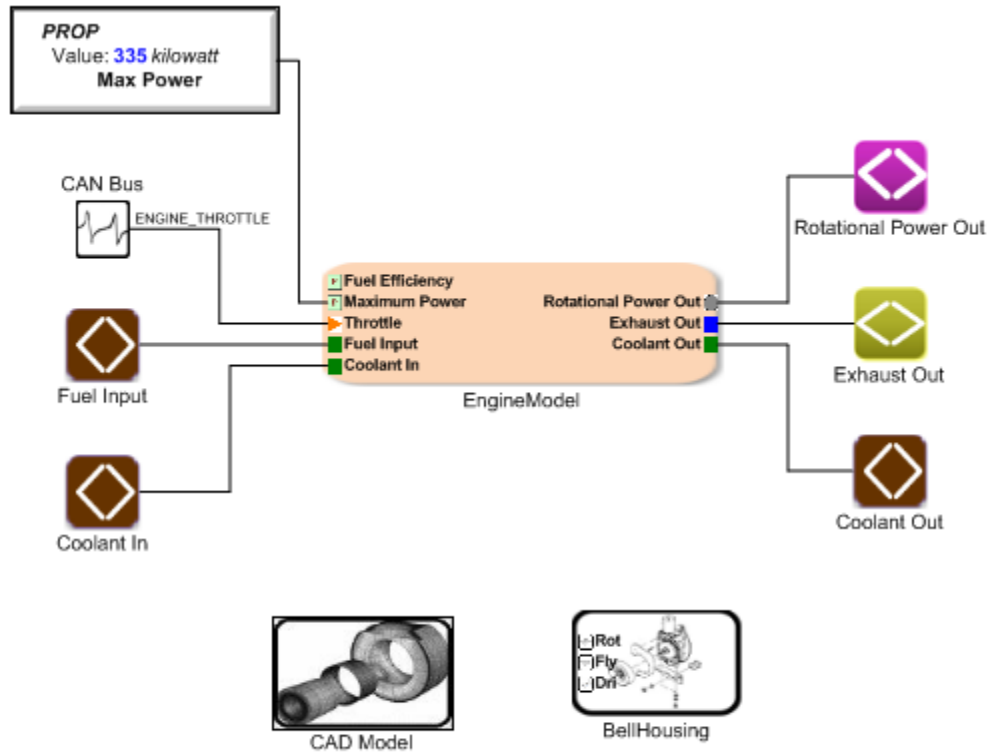 PROP
Value: 335 kilowatt
Max Power
CAN Bus
ENGINE_THROTTLE
Fuel Input
Coolant In
Fuel Efficiency
Maximum Power
Throttle
Fuel Input
Coolant In
Rotational Power Out
Exhaust Out
Coolant Out
EngineModel
Rotational Power Out
Exhaust Out
Coolant Out
CAD Model
Rot
Fly
Dri
BellHousing